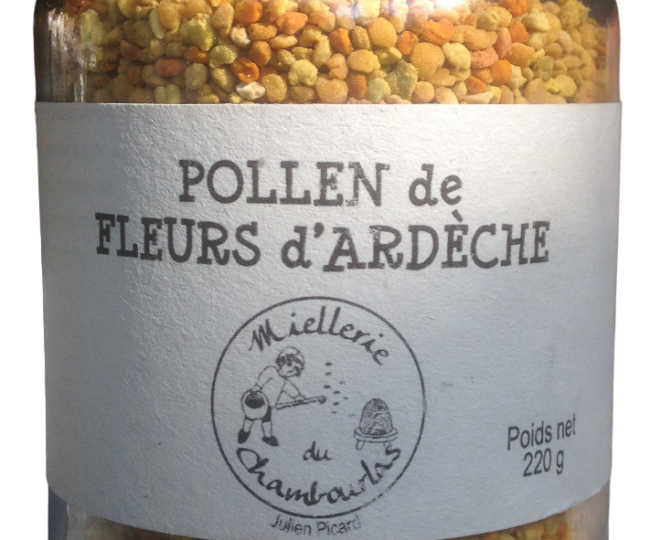 POLLEN de
FLEURS d'ARDÈCHE
Miellerie
du
Chambourlas
Julien Picard
Poids net
220 g